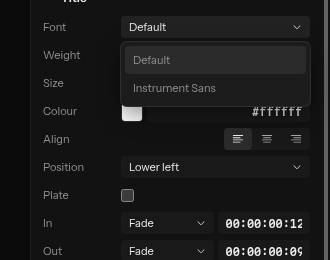 Font Default
Default
Weight
Instrument Sans
Size
Colour #ffffff
Align
Position Lower left
Plate
In Fade 00:00:00:12
Out Fade 00:00:00:09